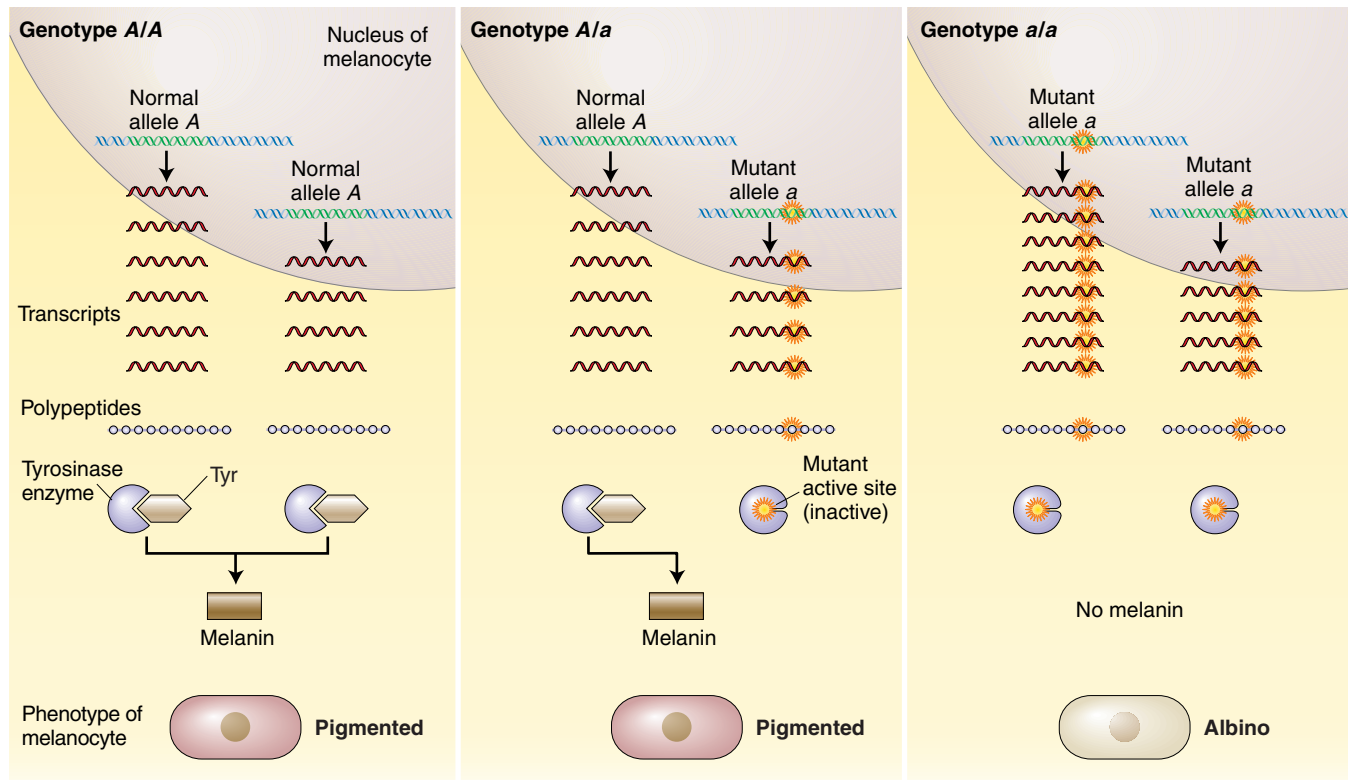 Genotype A/A
Nucleus of
melanocyte
Normal
allele A
Normal
allele A
Transcripts
Polypeptides
Tyrosinase
enzyme
Tyr
Melanin
Phenotype of
melanocyte
Pigmented
Genotype A/a
Normal
allele A
Mutant
allele a
Mutant
active site
(inactive)
Melanin
Pigmented
Genotype a/a
Mutant
allele a
Mutant
allele a
No melanin
Albino